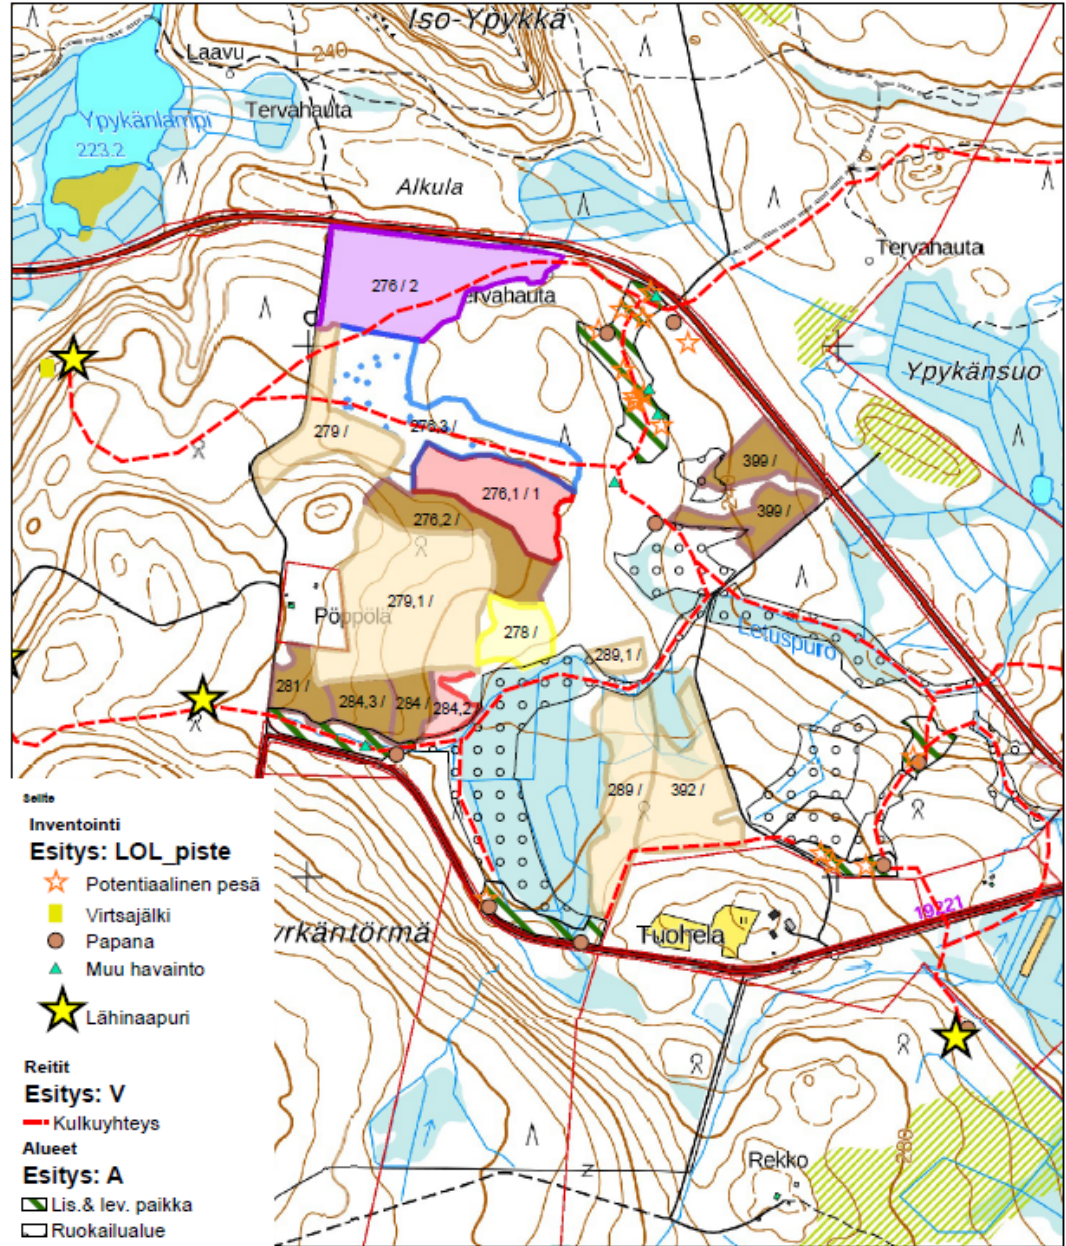 Iso-Ypykkä
Laavu
240
Tervahauta
Ypykänlampi
223.2
Alkula
Tervahauta
276 / 2
ervahauta
Ypykänsuo
279 /
276,3 /
399 /
276,1 / 1
399 /
276,2 /
279,1 /
Pöppölä
278 /
Letuspuro
289,1 /
281 /
284,3 /
284 /
284,2
289 /
392 /
Selite
Inventointi
Esitys: LOL_piste
Potentiaalinen pesä
Virtsajälki
Papana
Muu havainto
Lähinaapuri
Reitit
Esitys: V
Kulkuyhteys
Alueet
Esitys: A
Lis.& lev. paikka
Ruokailualue
19221
yrkäntörmä
Tuohela
Z
280
Rekko
Z